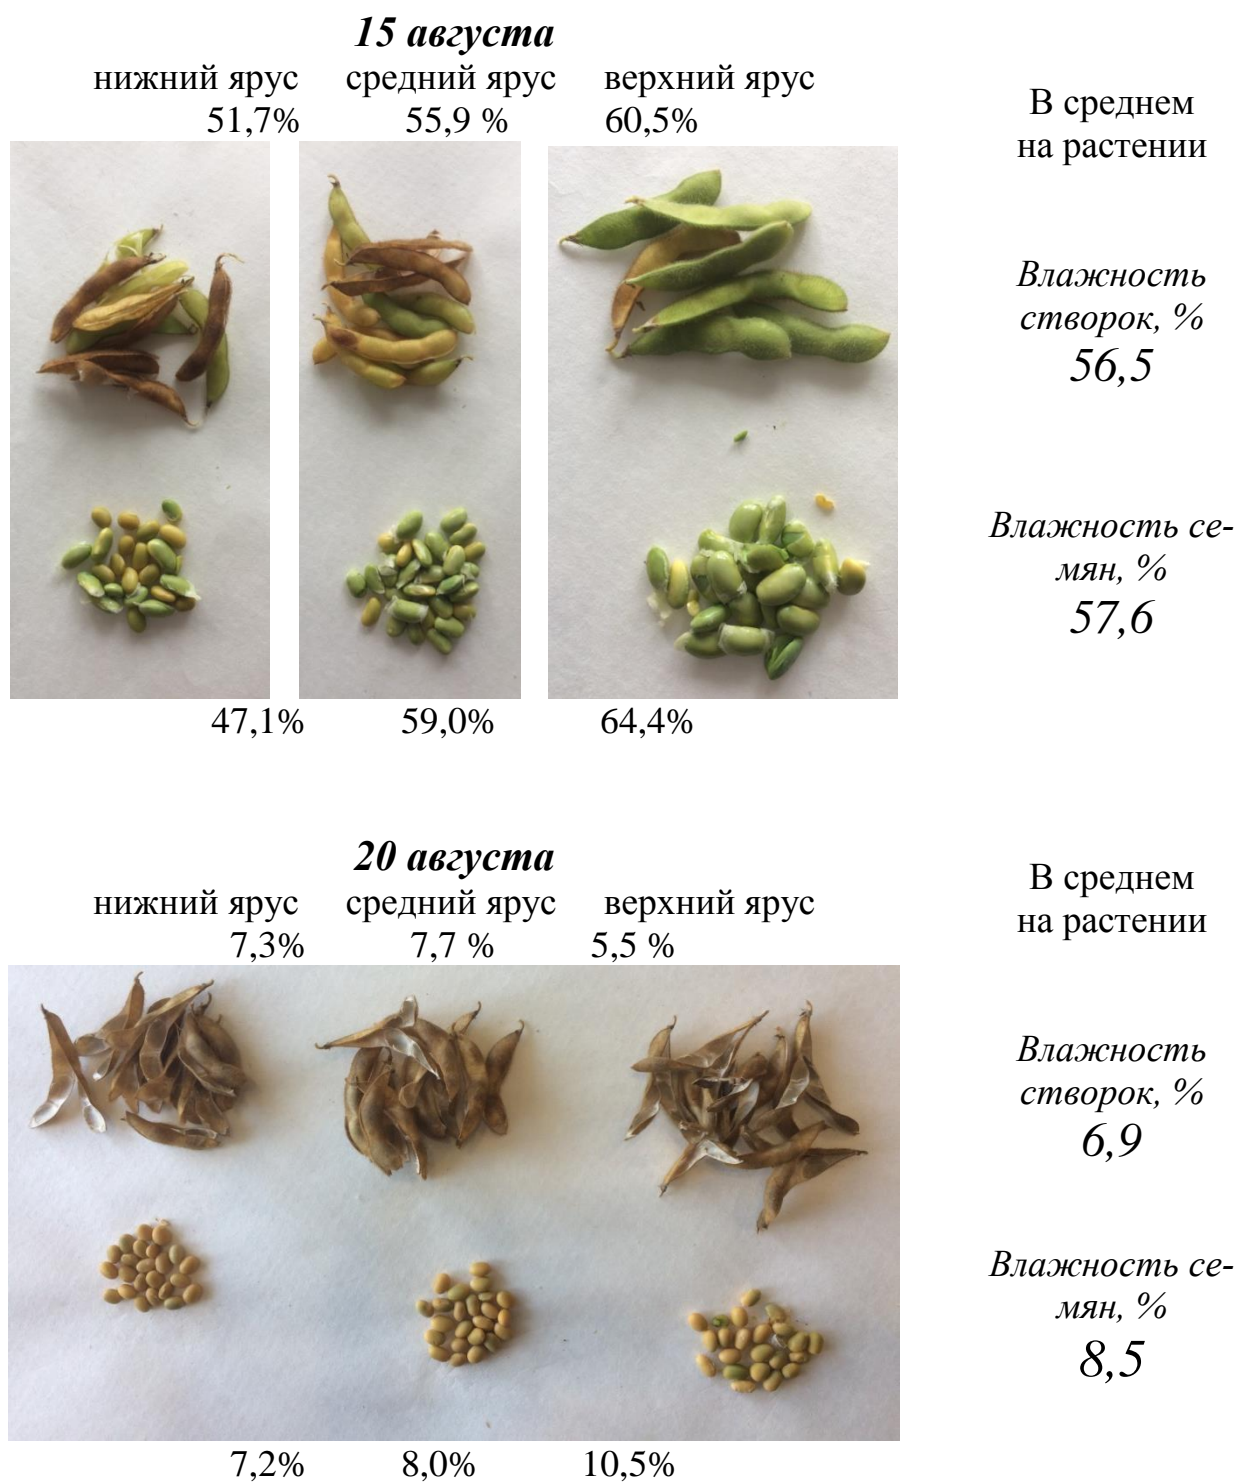 15 августа
нижний ярус средний ярус верхний ярус
51,7% 55,9 % 60,5%
В среднем
на растении
Влажность
створок, %
56,5
Влажность се-
мян, %
57,6
47,1% 59,0% 64,4%
20 августа
нижний ярус средний ярус верхний ярус
7,3% 7,7 % 5,5 %
В среднем
на растении
Влажность
створок, %
6,9
Влажность се-
мян, %
8,5
7,2% 8,0% 10,5%